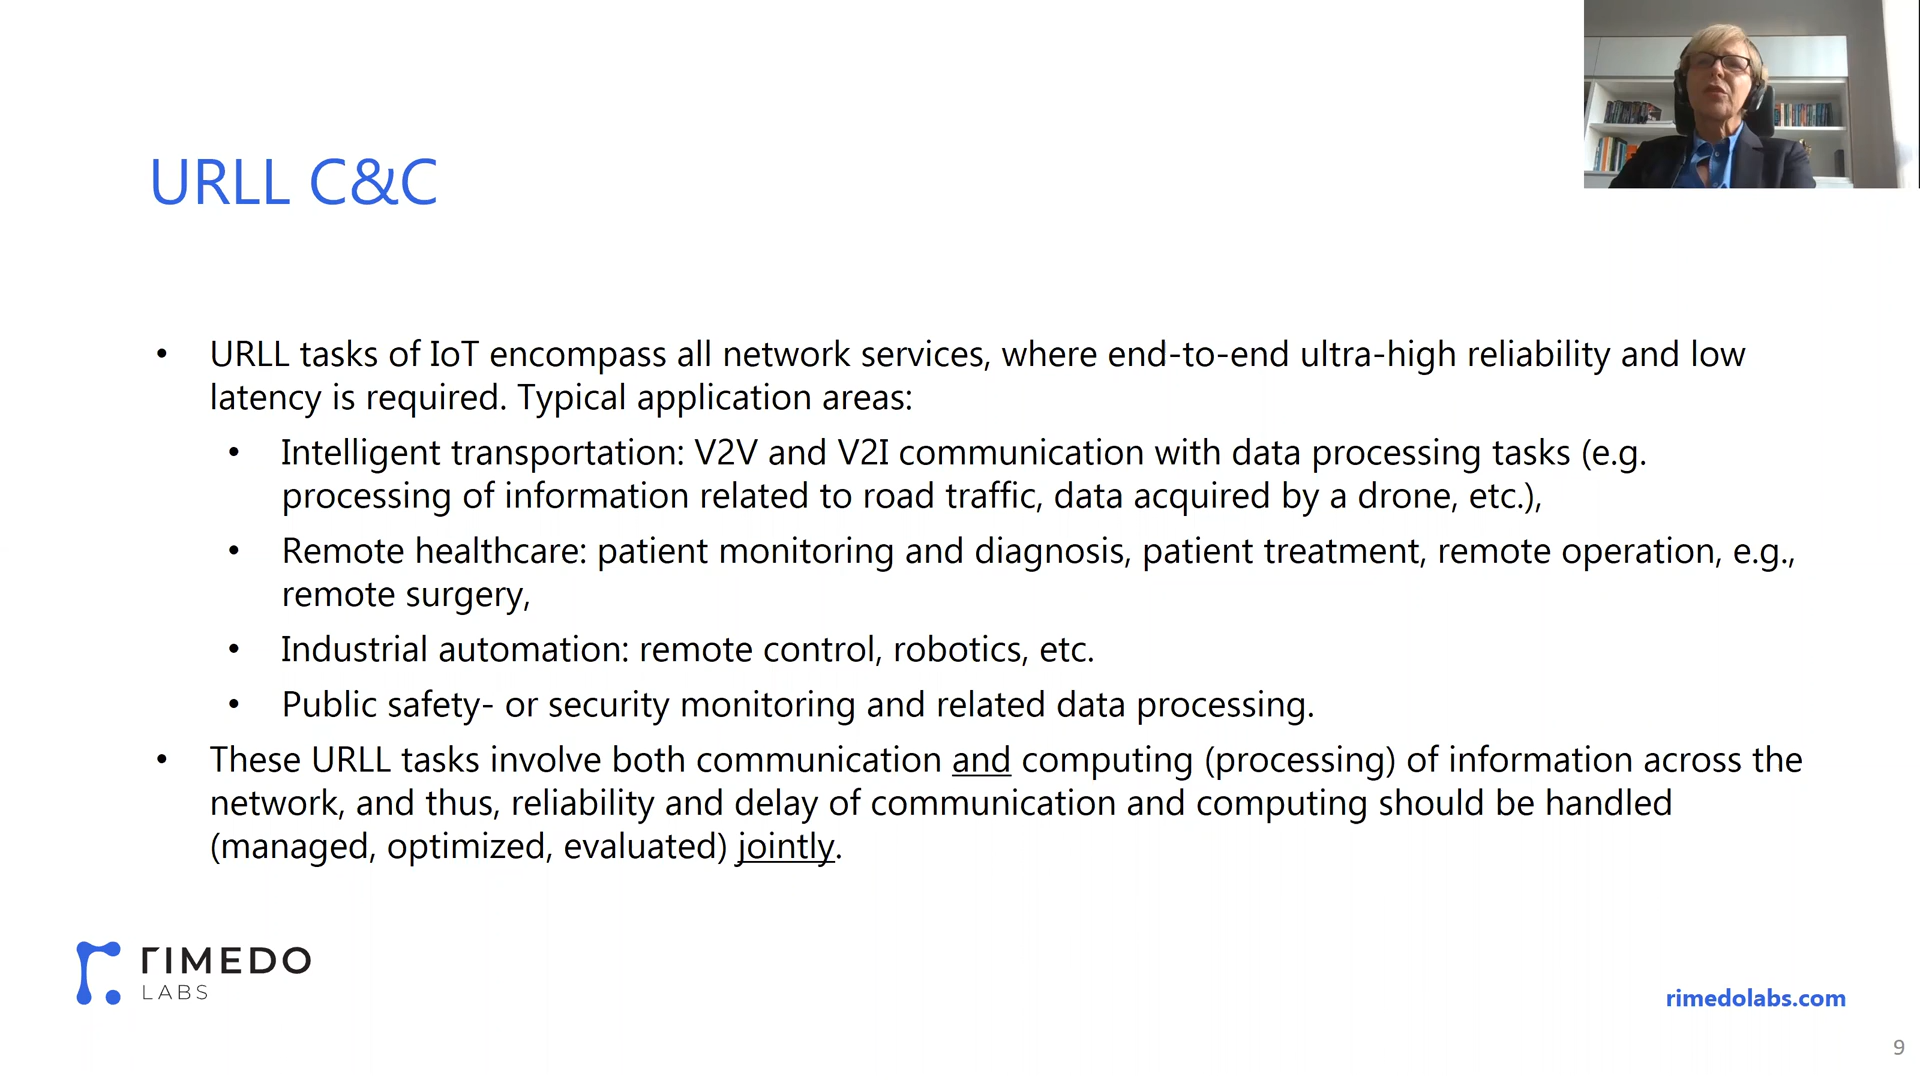 URLL C&C
• URLL tasks of IoT encompass all network services, where end-to-end ultra-high reliability and low
latency is required. Typical application areas:
• Intelligent transportation: V2V and V2I communication with data processing tasks (e.g.
processing of information related to road traffic, data acquired by a drone, etc.),
• Remote healthcare: patient monitoring and diagnosis, patient treatment, remote operation, e.g.,
remote surgery,
• Industrial automation: remote control, robotics, etc.
• Public safety- or security monitoring and related data processing.
• These URLL tasks involve both communication and computing (processing) of information across the
network, and thus, reliability and delay of communication and computing should be handled
(managed, optimized, evaluated) jointly.
rIMEDO
LABS
rimedolabs.com
9